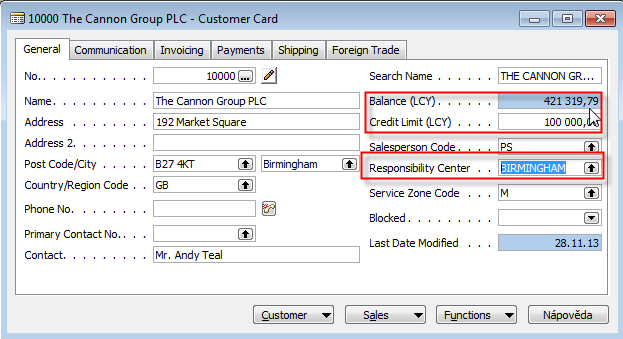 10000 The Cannon Group PLC - Customer Card
General Communication Invoicing Payments Shipping Foreign Trade
No. . . . . . . . . . . 10000 ...
Name . . . . . . . . . The Cannon Group PLC
Address . . . . . . . . 192 Market Square
Address 2. . . . . . . .
Post Code/City . . . . . B27 4KT Birmingham
Country/Region Code . . GB
Phone No. . . . . . . .
Primary Contact No. . . .
Contact. . . . . . . . . Mr. Andy Teal
Search Name . . . . . . THE CANNON GR...
Balance (LCY) . . . . . . 421 319,79
Credit Limit (LCY) . . . . 100 000,
Salesperson Code . . . . PS
Responsibility Center . . BIRMINGHAM
Service Zone Code . . . M
Blocked . . . . . . . . .
Last Date Modified . . . 28.11.13
Customer Sales Functions Nápověda